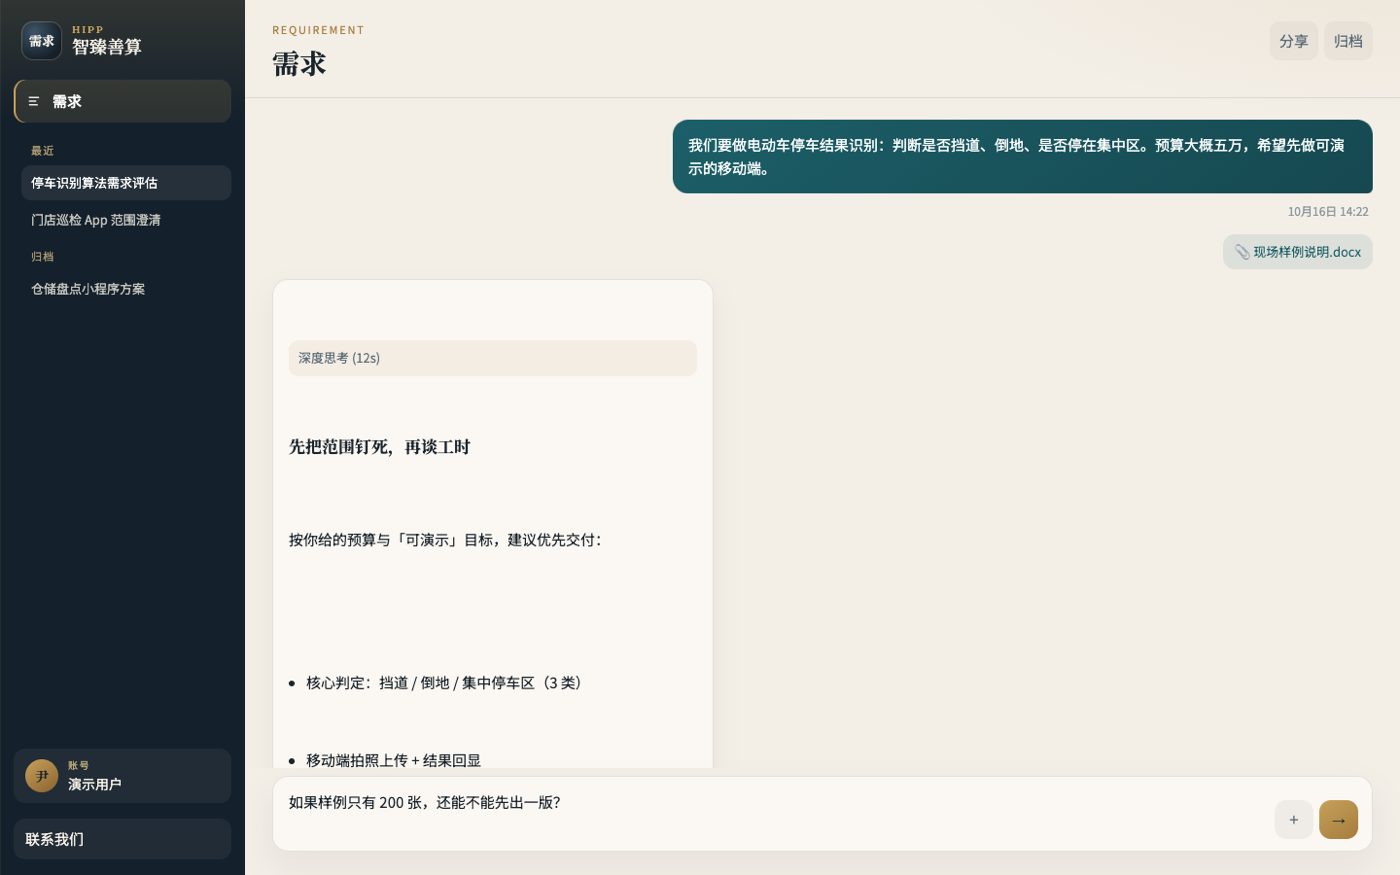 需求
HIPP
智臻善算
需求
最近
停车识别算法需求评估
门店巡检 App 范围澄清
归档
仓储盘点小程序方案
尹
账号
演示用户
联系我们
REQUIREMENT
需求
分享
归档
我们要做电动车停车结果识别：判断是否挡道、倒地、是否停在集中区。预算大概五万，希望先做可演
示的移动端。
10月16日 14:22
📎 现场样例说明.docx
深度思考 (12s)
先把范围钉死，再谈工时
按你给的预算与「可演示」目标，建议优先交付：
• 核心判定：挡道 / 倒地 / 集中停车区（3 类）
• 移动端拍照上传 + 结果回显
如果样例只有 200 张，还能不能先出一版？
+
→